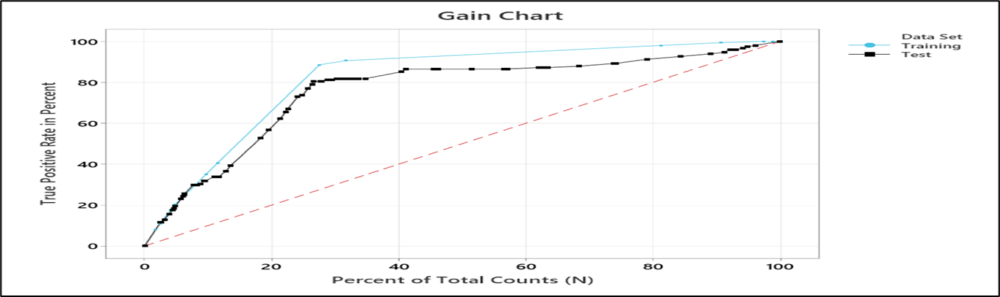 Gain Chart
True Positive Rate in Percent
100
80
60
40
20
0
0 20 40 60 80 100
Percent of Total Counts (N)
Data Set
Training
Test